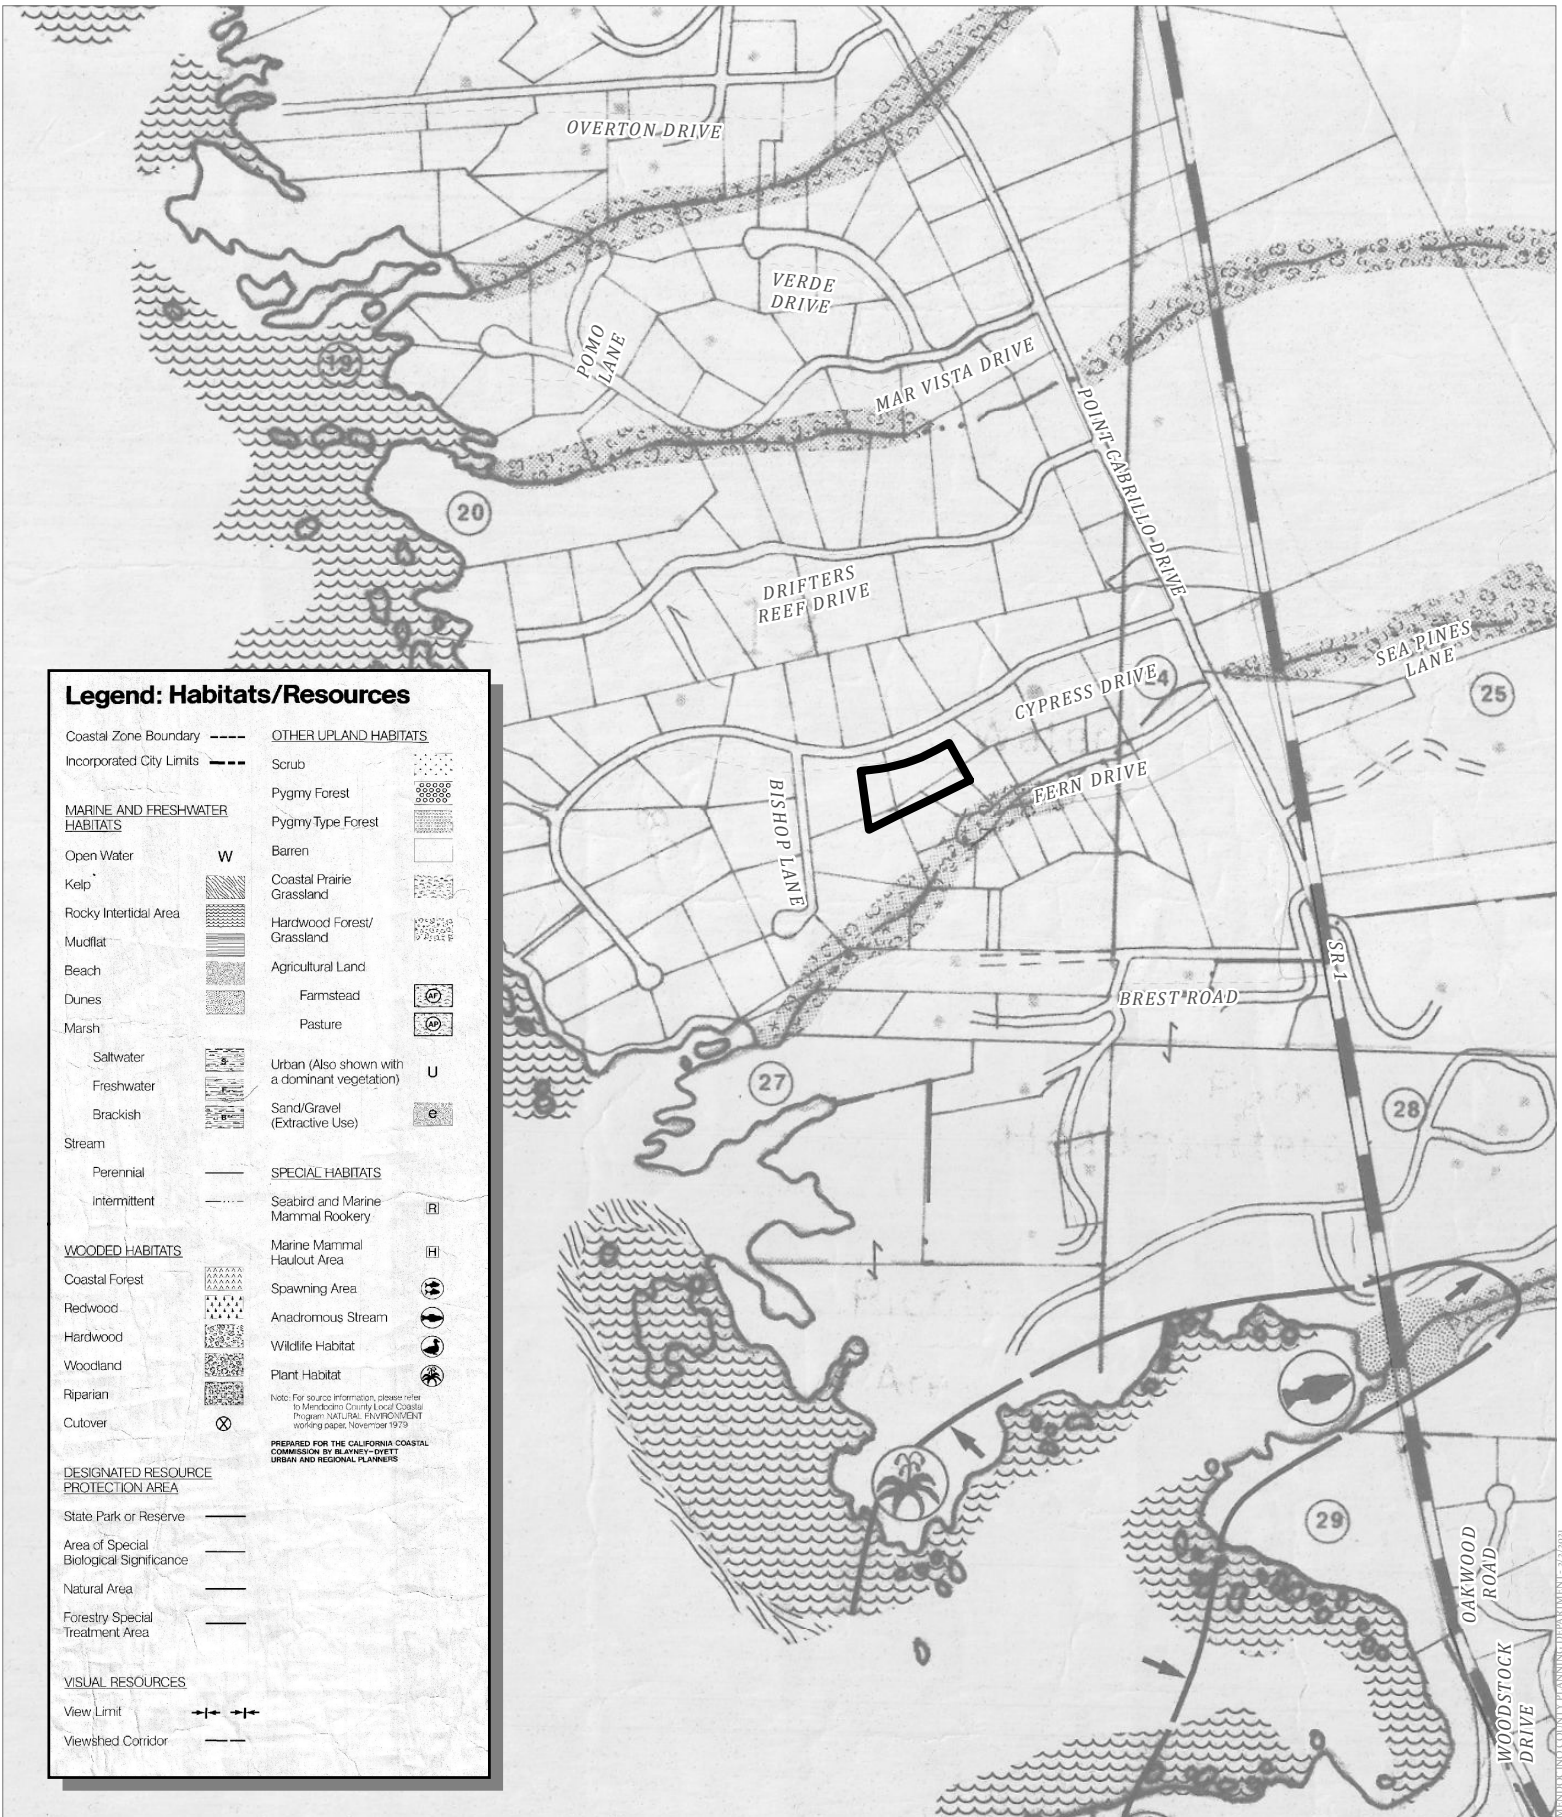 OVERTON DRIVE
VERDE
DRIVE
POMO
LANE
MAR VISTA DRIVE
19
POINT CABRILLO DRIVE
20
DRIFTERS
REEF DRIVE
SEA PINES
LANE
CYPRESS DRIVE
25
FERN DRIVE
BISHOP LANE
SR 1
BREST ROAD
27
28
29
OAKWOOD
ROAD
WOODSTOCK
DRIVE
Legend: Habitats/Resources
Coastal Zone Boundary
Incorporated City Limits
MARINE AND FRESHWATER
HABITATS
Open Water W
Kelp
Rocky Intertidal Area
Mudflat
Beach
Dunes
Marsh
Saltwater S
Freshwater F
Brackish B
Stream
Perennial
Intermittent
WOODED HABITATS
Coastal Forest
Redwood
Hardwood
Woodland
Riparian
Cutover X
DESIGNATED RESOURCE
PROTECTION AREA
State Park or Reserve
Area of Special
Biological Significance
Natural Area
Forestry Special
Treatment Area
VISUAL RESOURCES
View Limit
Viewshed Corridor
OTHER UPLAND HABITATS
Scrub
Pygmy Forest
Pygmy Type Forest
Barren
Coastal Prairie
Grassland
Hardwood Forest/
Grassland
Agricultural Land
Farmstead AF
Pasture AP
Urban (Also shown with
a dominant vegetation) U
Sand/Gravel
(Extractive Use) e
SPECIAL HABITATS
Seabird and Marine
Mammal Rookery R
Marine Mammal
Haulout Area H
Spawning Area
Anadromous Stream
Wildlife Habitat
Plant Habitat
Note: For source information, please refer
to Mendocino County Local Coastal
Program NATURAL ENVIRONMENT
working paper, November 1979
PREPARED FOR THE CALIFORNIA COASTAL
COMMISSION BY BLAYNEY-DYETT
URBAN AND REGIONAL PLANNERS